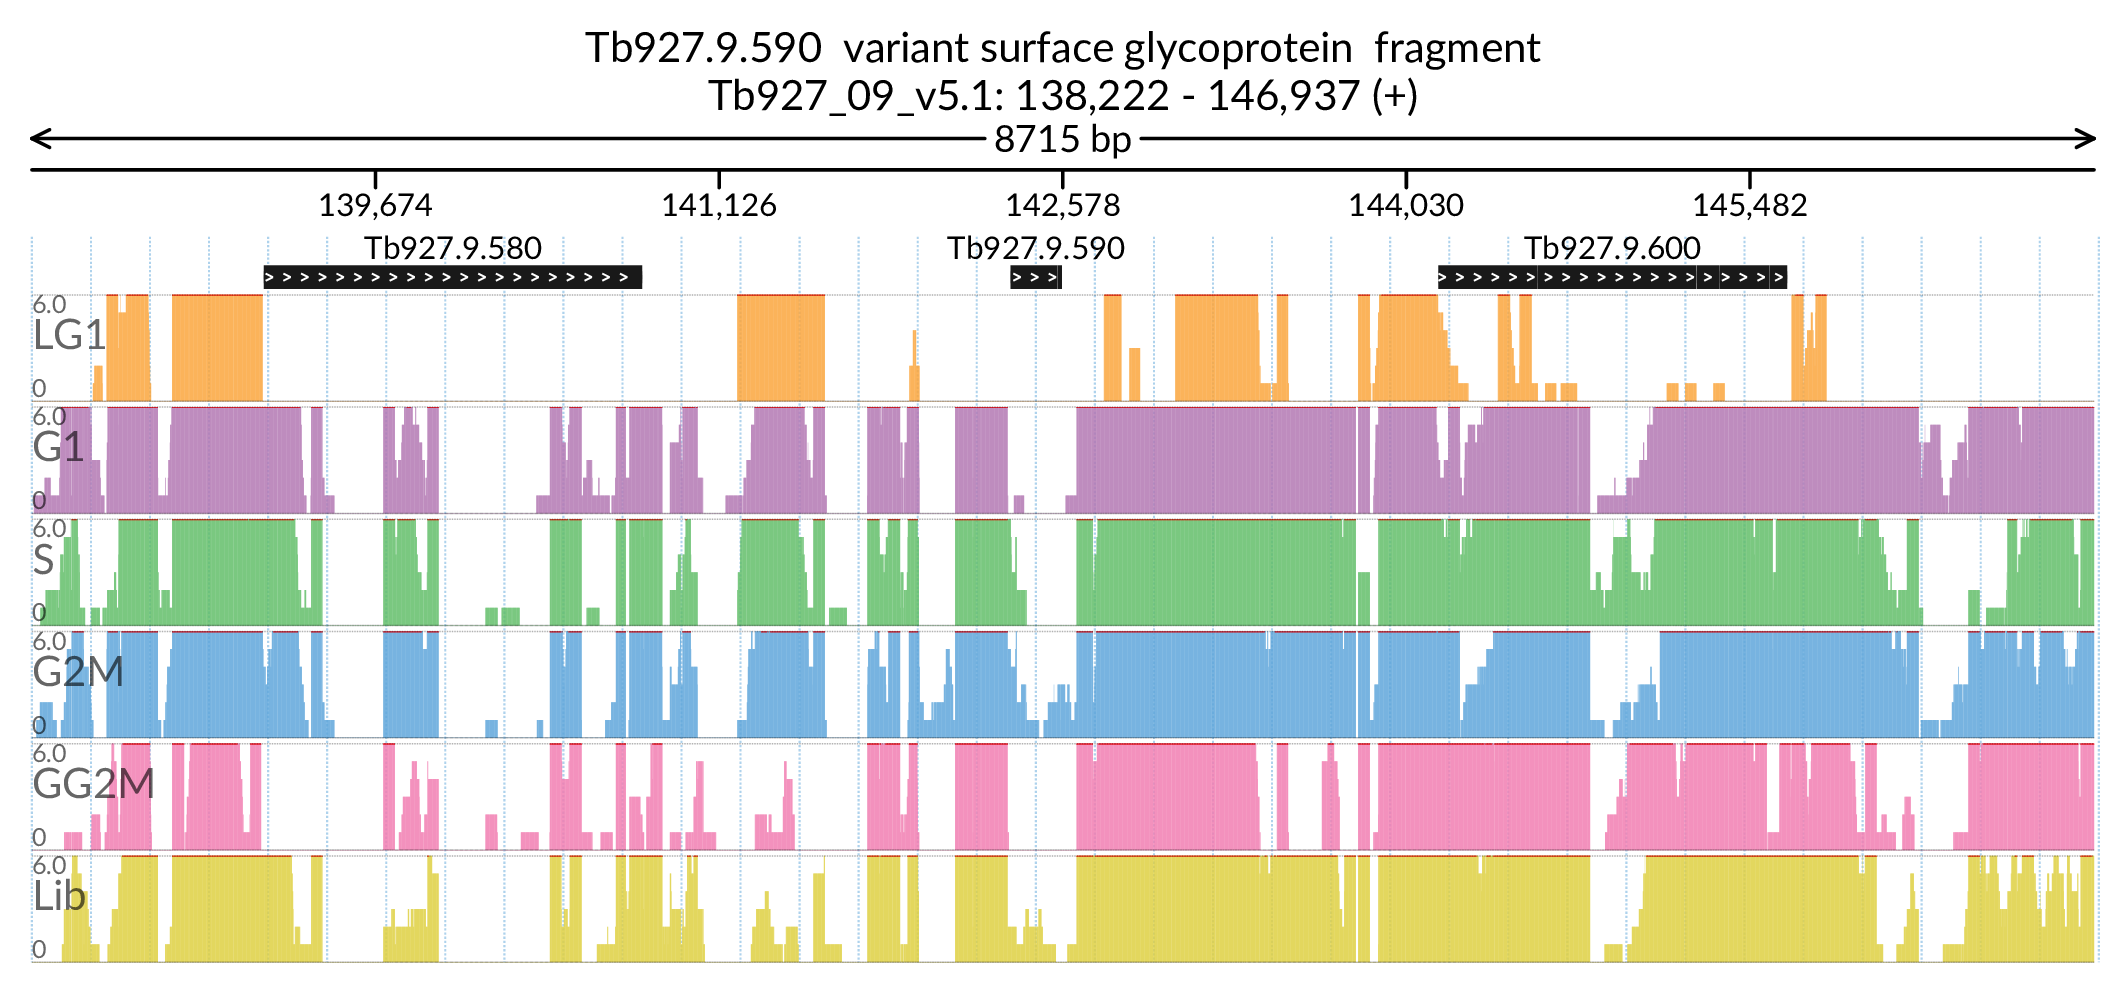 Tb927.9.590  variant surface glycoprotein  fragment
Tb927_09_v5.1: 138,222 - 146,937 (+)
8715 bp
139,674 141,126 142,578 144,030 145,482
Tb927.9.580 Tb927.9.590 Tb927.9.600
6.0
LG1
0
6.0
G1
0
6.0
S
0
6.0
G2M
0
6.0
GG2M
0
6.0
Lib
0